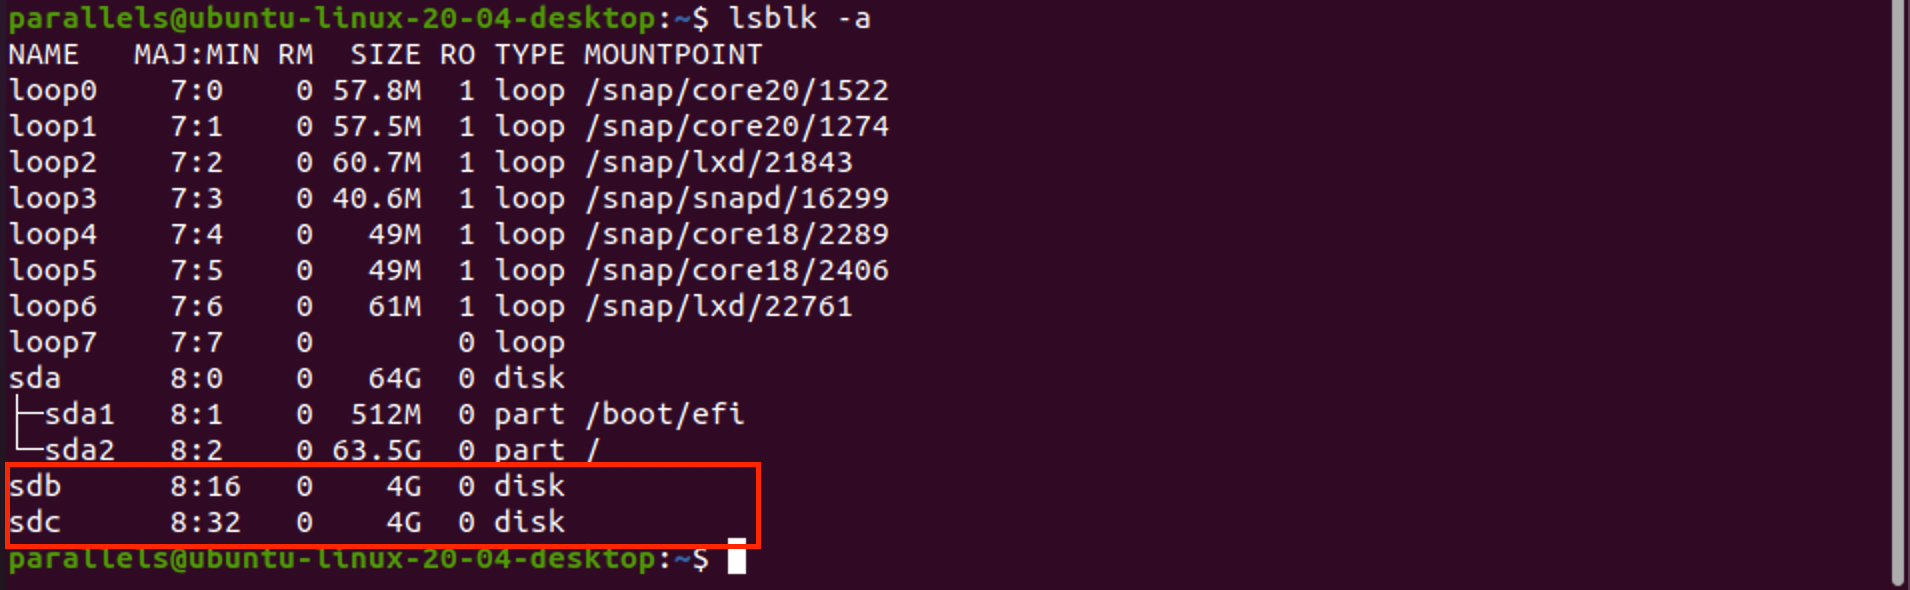 parallels@ubuntu-linux-20-04-desktop:~$ lsblk -a
NAME   MAJ:MIN RM   SIZE RO TYPE MOUNTPOINT
loop0    7:0    0 57.8M  1 loop /snap/core20/1522
loop1    7:1    0 57.5M  1 loop /snap/core20/1274
loop2    7:2    0 60.7M  1 loop /snap/lxd/21843
loop3    7:3    0 40.6M  1 loop /snap/snapd/16299
loop4    7:4    0   49M  1 loop /snap/core18/2289
loop5    7:5    0   49M  1 loop /snap/core18/2406
loop6    7:6    0   61M  1 loop /snap/lxd/22761
loop7    7:7    0        0 loop
sda      8:0    0   64G  0 disk
├─sda1   8:1    0  512M  0 part /boot/efi
└─sda2   8:2    0 63.5G  0 part /
sdb      8:16   0    4G  0 disk
sdc      8:32   0    4G  0 disk
parallels@ubuntu-linux-20-04-desktop:~$